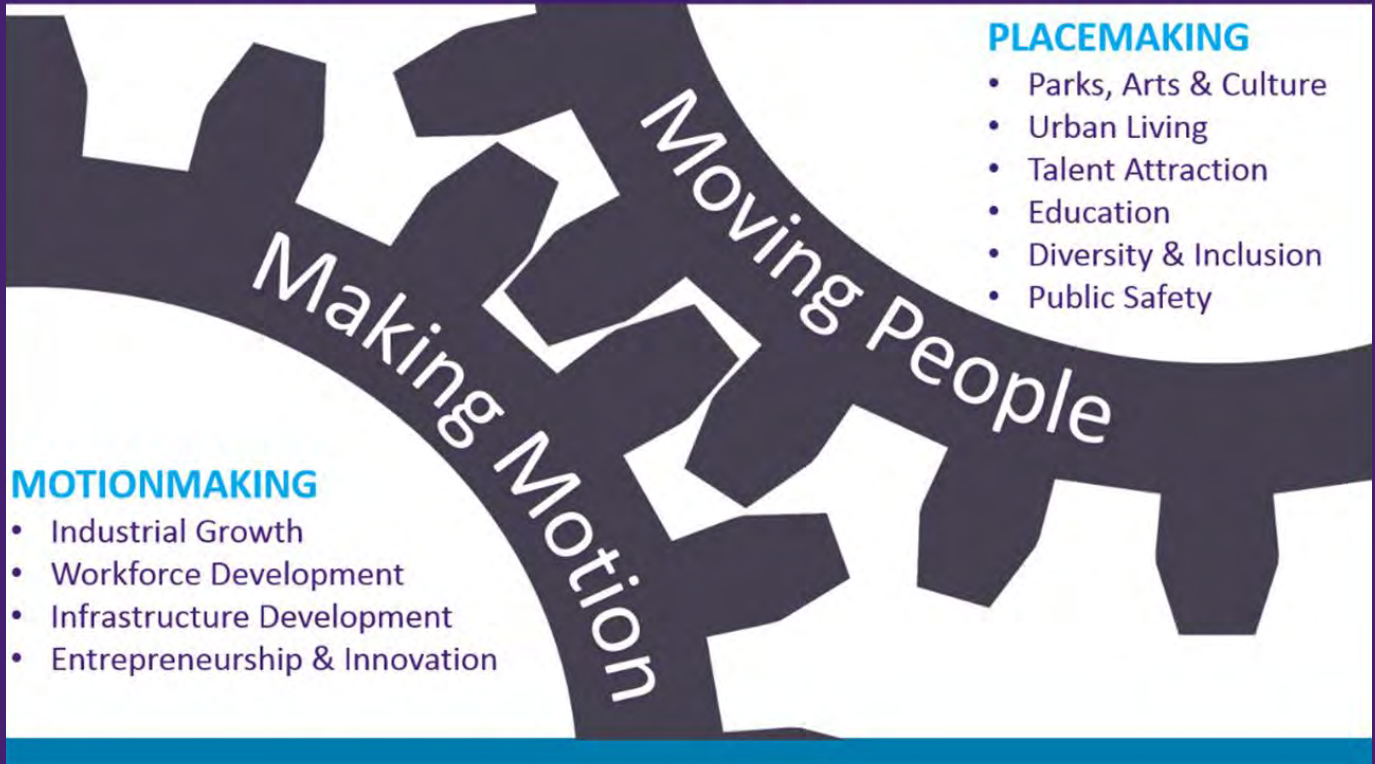 PLACEMAKING
• Parks, Arts & Culture
• Urban Living
• Talent Attraction
• Education
• Diversity & Inclusion
• Public Safety
Moving People
Making Motion
MOTIONMAKING
• Industrial Growth
• Workforce Development
• Infrastructure Development
• Entrepreneurship & Innovation